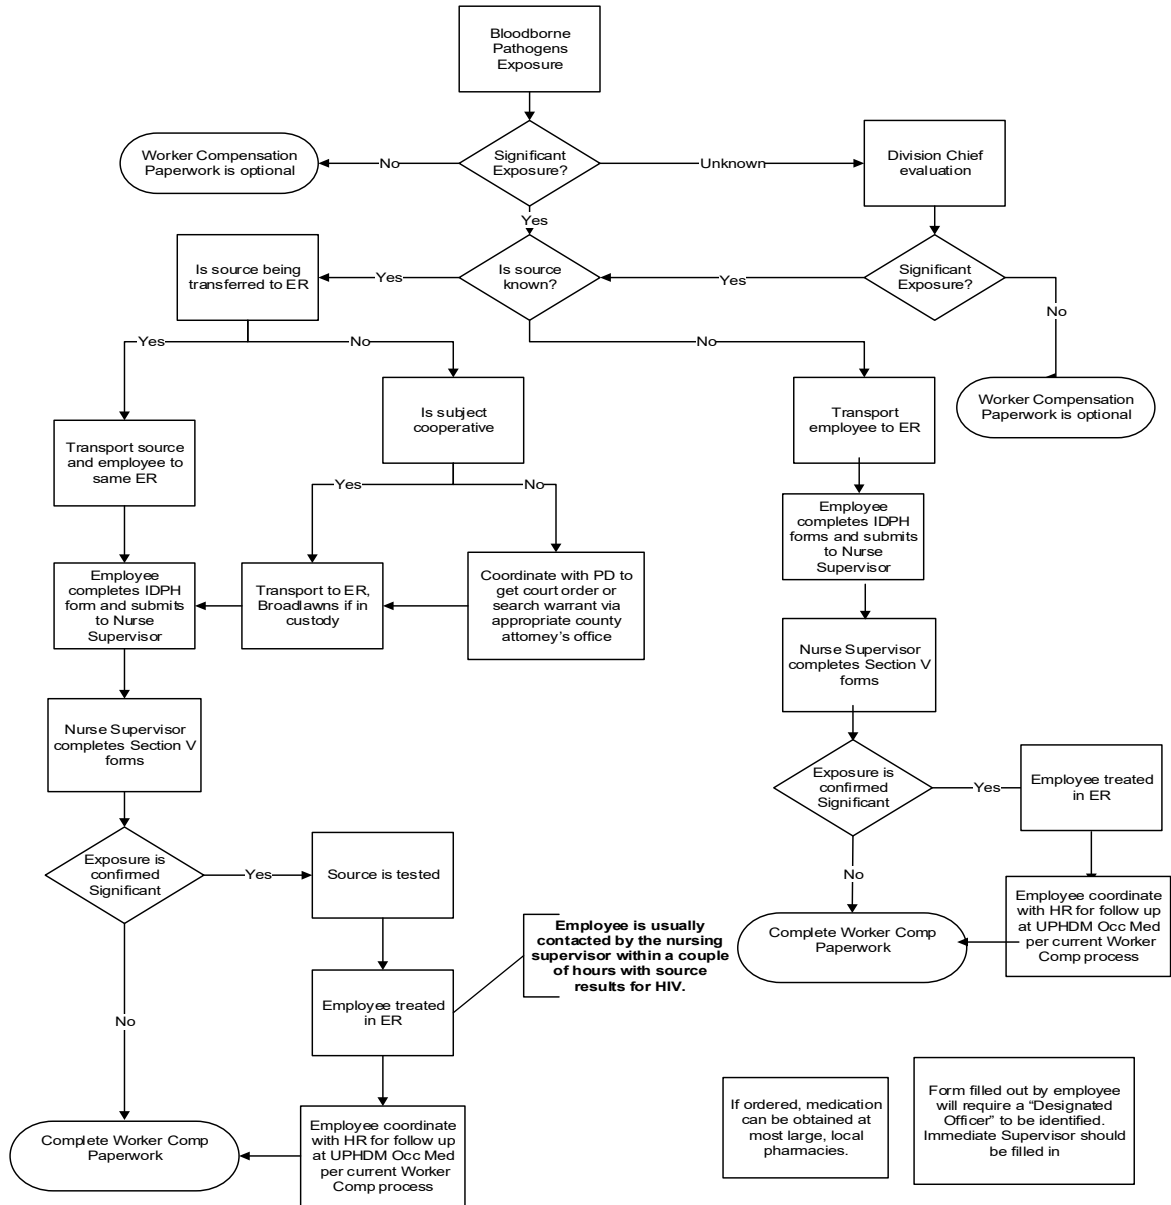 Bloodborne
Pathogens
Exposure
Worker Compensation
Paperwork is optional
No
Significant
Exposure?
Unknown
Division Chief
evaluation
Yes
Is source being
transferred to ER
Yes
Is source
known?
Yes
Significant
Exposure?
No
Yes
No
No
Is subject
cooperative
Transport
employee to ER
Worker Compensation
Paperwork is optional
Transport source
and employee to
same ER
Yes
No
Employee
completes IDPH
forms and submits
to Nurse
Supervisor
Employee
completes IDPH
form and submits
to Nurse
Supervisor
Transport to ER,
Broadlawns if in
custody
Coordinate with PD to
get court order or
search warrant via
appropriate county
attorney's office
Nurse Supervisor
completes Section V
forms
Nurse Supervisor
completes Section V
forms
Exposure is
confirmed
Significant
Yes
Employee treated
in ER
Exposure is
confirmed
Significant
Yes
Source is tested
No
Employee coordinate
with HR for follow up
at UPHDM Occ Med
per current Worker
Comp process
Complete Worker Comp
Paperwork
Employee is usually
contacted by the nursing
supervisor within a couple
of hours with source
results for HIV.
Employee treated
in ER
No
If ordered, medication
can be obtained at
most large, local
pharmacies.
Form filled out by employee
will require a “Designated
Officer” to be identified.
Immediate Supervisor should
be filled in
Complete Worker Comp
Paperwork
Employee coordinate
with HR for follow up
at UPHDM Occ Med
per current Worker
Comp process